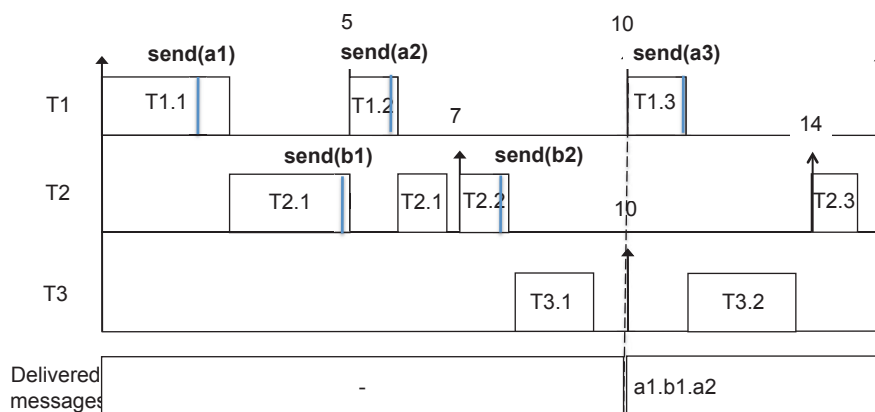 5 10
send(a1) send(a2) send(a3)
T1 T1.1 T1.2 T1.3
7 14
send(b1) send(b2)
T2 T2.1 T2.1 T2.2 T2.3
10
T3 T3.1 T3.2
Delivered
messages
- a1.b1.a2